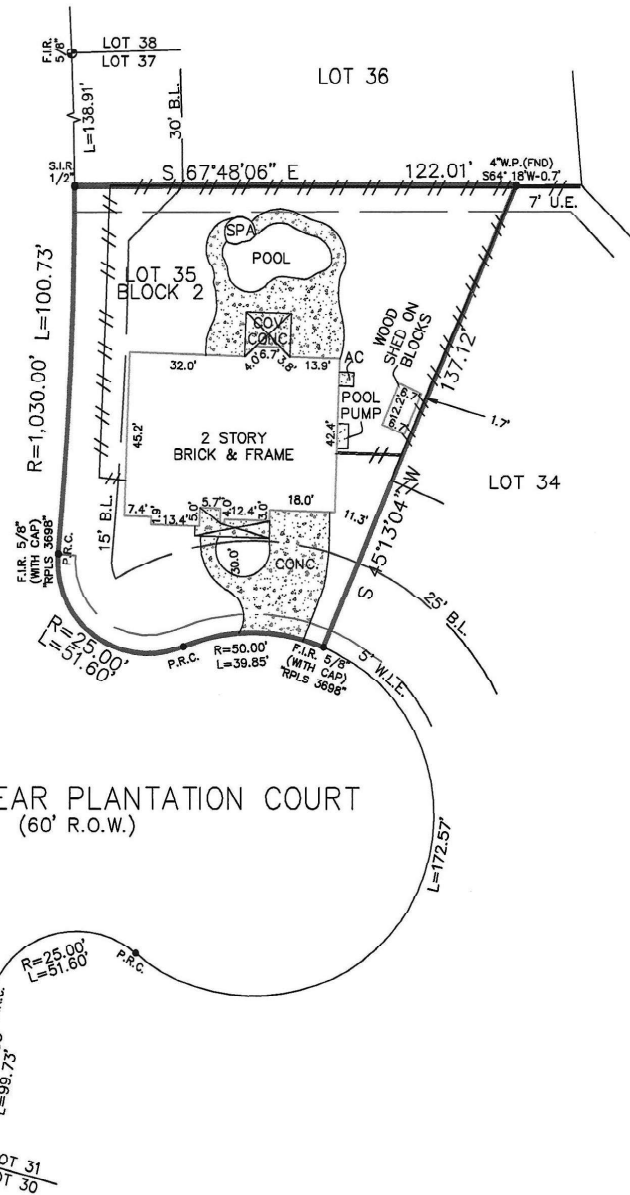 F.I.R.
5/8"
LOT 38
LOT 37
LOT 36
L=138.91'
30' B.L.
S.I.R.
1/2"
S 67°48'06" E
122.01'
4"W.P.(FND)
S64°18'W-0.7'
7' U.E.
SPA
POOL
LOT 35
BLOCK 2
R=1,030.00' L=100.73'
COV.
CONC.
32.0'
4.0'
6.7'
3.8'
13.9'
AC
WOOD
SHED ON
BLOCKS
137.12'
POOL
PUMP
6.7'
12.2'
6.7'
1.7'
45.2'
2 STORY
BRICK & FRAME
42.4'
LOT 34
S 45°13'04" W
7.4'
1.9'
13.4'
5.0'
5.7'
4.0'
12.4'
3.0'
18.0'
11.3'
15' B.L.
F.I.R. 5/8"
(WITH CAP)
"RPLS 3698"
P.R.C.
30.0'
CONC.
25' B.L.
R=25.00'
L=51.60'
P.R.C.
R=50.00'
L=39.85'
F.I.R. 5/8"
(WITH CAP)
"RPLS 3698"
5' W.L.E.
EAR PLANTATION COURT
(60' R.O.W.)
L=172.57'
R=25.00'
L=51.60'
P.R.C.
L=99.73'
OT 31
OT 30